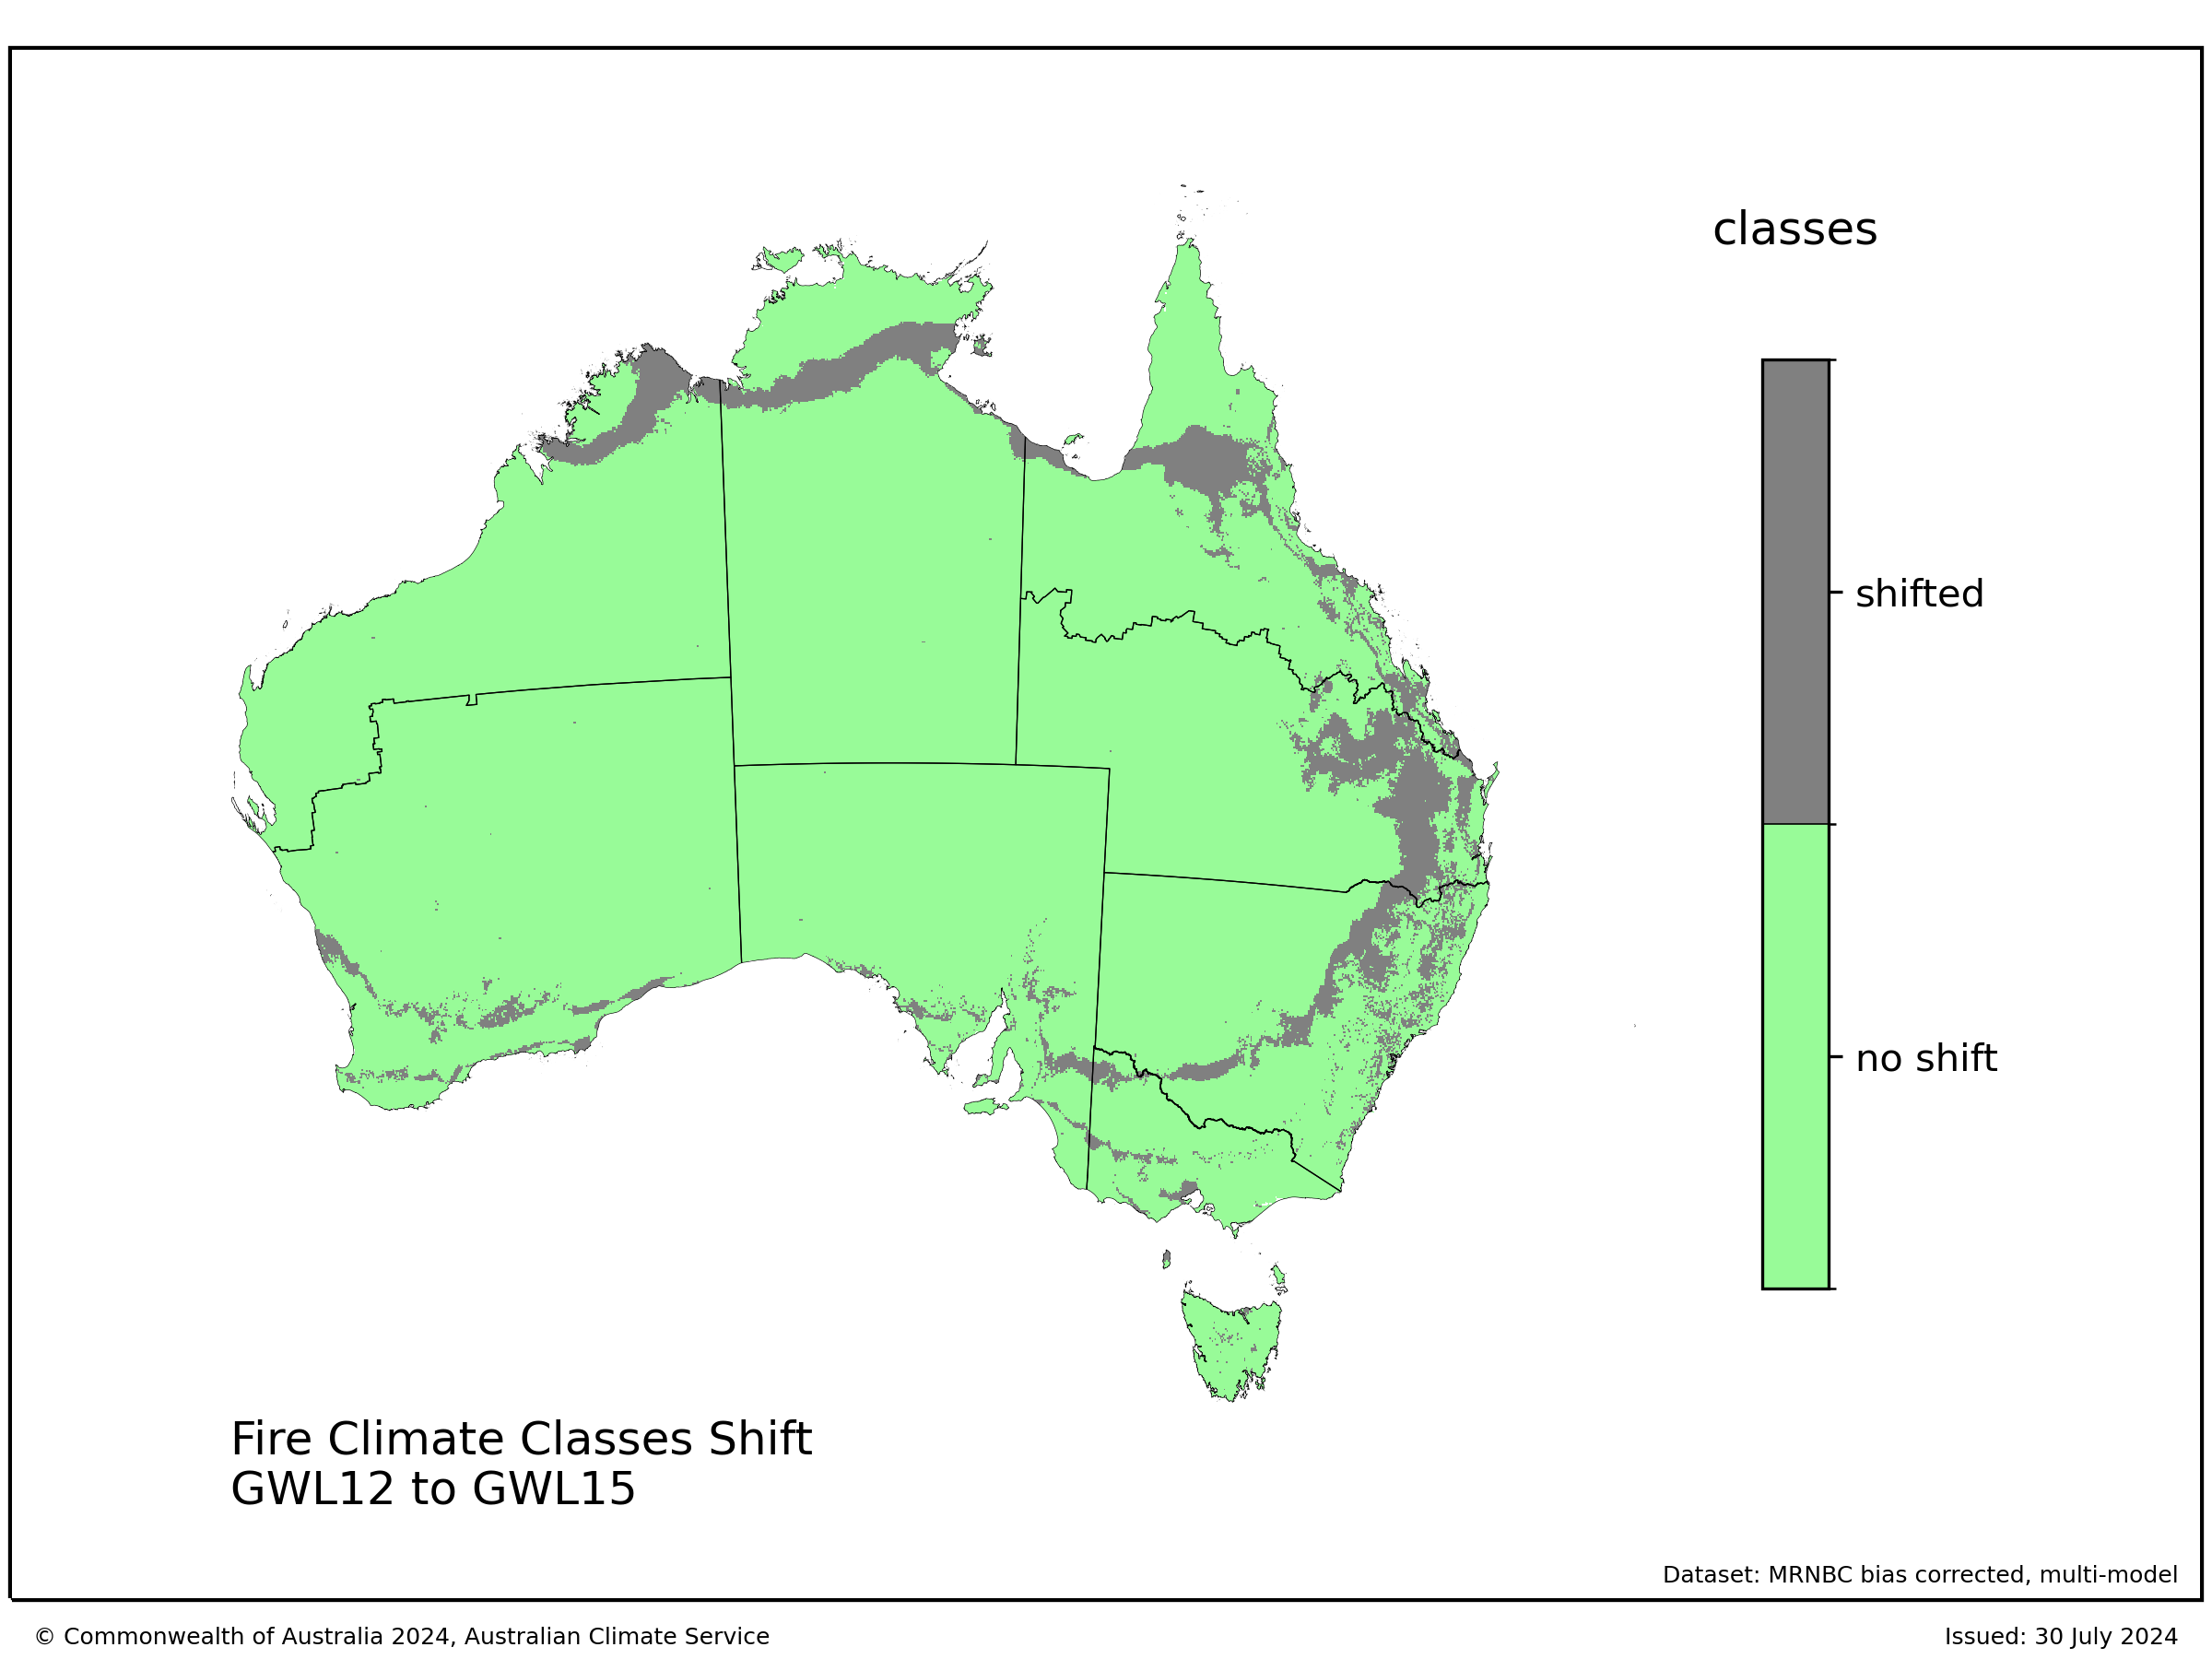 classes
shifted
no shift
Fire Climate Classes Shift
GWL12 to GWL15
Dataset: MRNBC bias corrected, multi-model
© Commonwealth of Australia 2024, Australian Climate Service
Issued: 30 July 2024